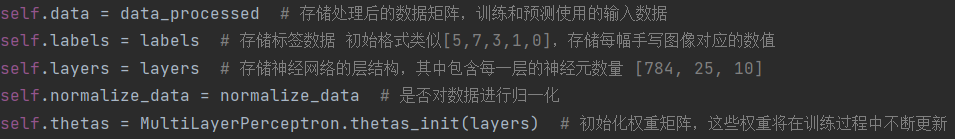 self.data = data_processed  # 存储处理后的数据矩阵，训练和预测使用的输入数据
self.labels = labels  # 存储标签数据 初始格式类似[5,7,3,1,0]，存储每幅手写图像对应的数值
self.layers = layers  # 存储神经网络的层结构，其中包含每一层的神经元数量 [784, 25, 10]
self.normalize_data = normalize_data  # 是否对数据进行归一化
self.thetas = MultiLayerPerceptron.thetas_init(layers)  # 初始化权重矩阵，这些权重将在训练过程中不断更新